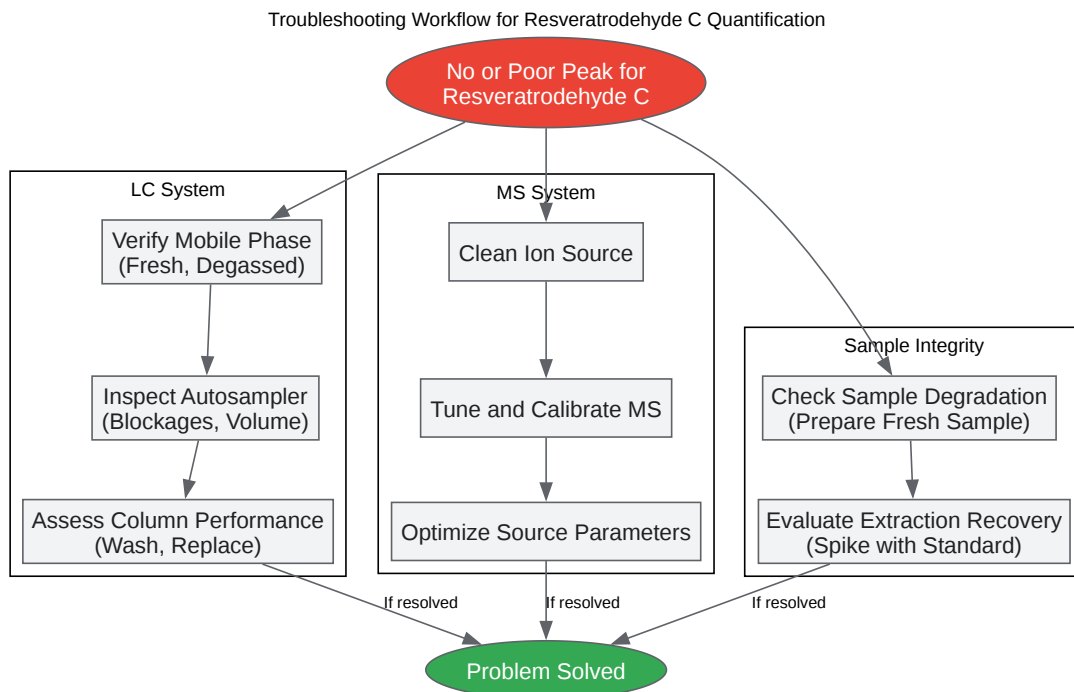 Troubleshooting Workflow for Resveratrodehyde C Quantification
No or Poor Peak for
Resveratrodehyde C
LC System
Verify Mobile Phase
(Fresh, Degassed)
Inspect Autosampler
(Blockages, Volume)
Assess Column Performance
(Wash, Replace)
MS System
Clean Ion Source
Tune and Calibrate MS
Optimize Source Parameters
Sample Integrity
Check Sample Degradation
(Prepare Fresh Sample)
Evaluate Extraction Recovery
(Spike with Standard)
If resolved
If resolved
If resolved
Problem Solved